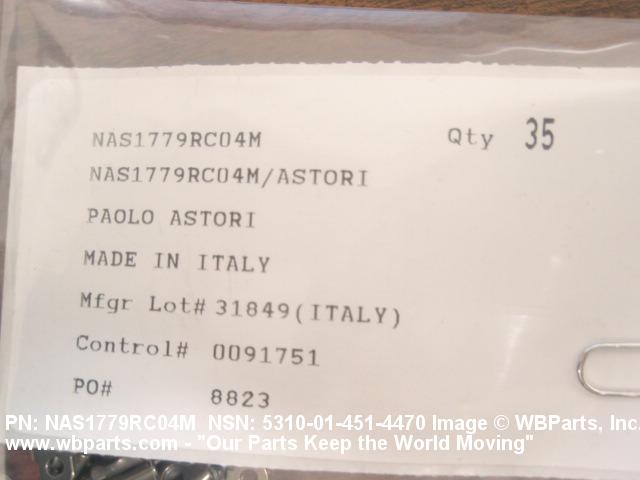 NAS1779RC04M Qty 35
NAS1779RC04M/ASTORI
PAOLO ASTORI
MADE IN ITALY
Mfgr Lot# 31849(ITALY)
Control# 0091751
PO# 8823
PN: NAS1779RC04M NSN: 5310-01-451-4470 Image © WBParts, Inc.
www.wbparts.com - "Our Parts Keep the World Moving"